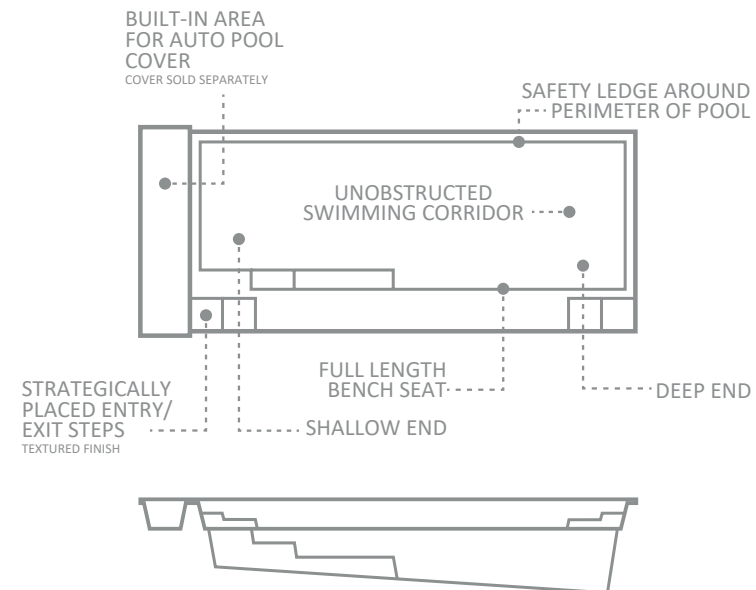 BUILT-IN AREA
FOR AUTO POOL
COVER
COVER SOLD SEPARATELY
SAFETY LEDGE AROUND
PERIMETER OF POOL
UNOBSTRUCTED
SWIMMING CORRIDOR
FULL LENGTH
BENCH SEAT
DEEP END
STRATEGICALLY
PLACED ENTRY/
EXIT STEPS
TEXTURED FINISH
SHALLOW END